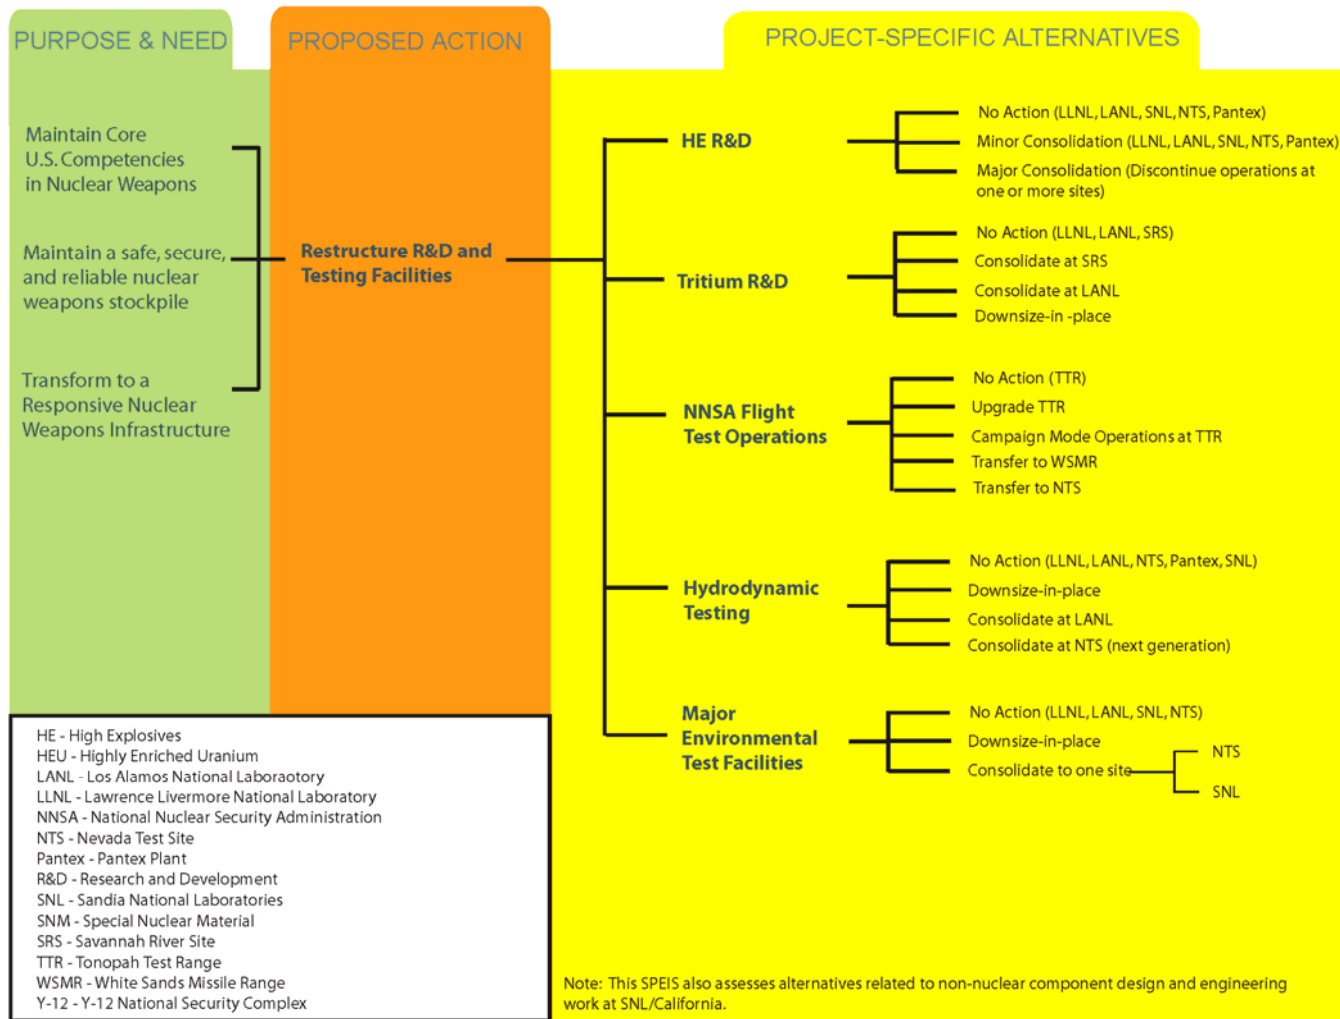 PURPOSE & NEED
PROPOSED ACTION
PROJECT-SPECIFIC ALTERNATIVES
Maintain Core
U.S. Competencies
in Nuclear Weapons
Maintain a safe, secure,
and reliable nuclear
weapons stockpile
Transform to a
Responsive Nuclear
Weapons Infrastructure
Restructure R&D and
Testing Facilities
HE R&D
No Action (LLNL, LANL, SNL, NTS, Pantex)
Minor Consolidation (LLNL, LANL, SNL, NTS, Pantex)
Major Consolidation (Discontinue operations at
one or more sites)
Tritium R&D
No Action (LLNL, LANL, SRS)
Consolidate at SRS
Consolidate at LANL
Downsize-in -place
NNSA Flight
Test Operations
No Action (TTR)
Upgrade TTR
Campaign Mode Operations at TTR
Transfer to WSMR
Transfer to NTS
Hydrodynamic
Testing
No Action (LLNL, LANL, NTS, Pantex, SNL)
Downsize-in-place
Consolidate at LANL
Consolidate at NTS (next generation)
Major
Environmental
Test Facilities
No Action (LLNL, LANL, SNL, NTS)
Downsize-in-place
Consolidate to one site
NTS
SNL
HE - High Explosives
HEU - Highly Enriched Uranium
LANL - Los Alamos National Laboraotory
LLNL - Lawrence Livermore National Laboratory
NNSA - National Nuclear Security Administration
NTS - Nevada Test Site
Pantex - Pantex Plant
R&D - Research and Development
SNL - Sandia National Laboratories
SNM - Special Nuclear Material
SRS - Savannah River Site
TTR - Tonopah Test Range
WSMR - White Sands Missile Range
Y-12 - Y-12 National Security Complex
Note: This SPEIS also assesses alternatives related to non-nuclear component design and engineering
work at SNL/California.